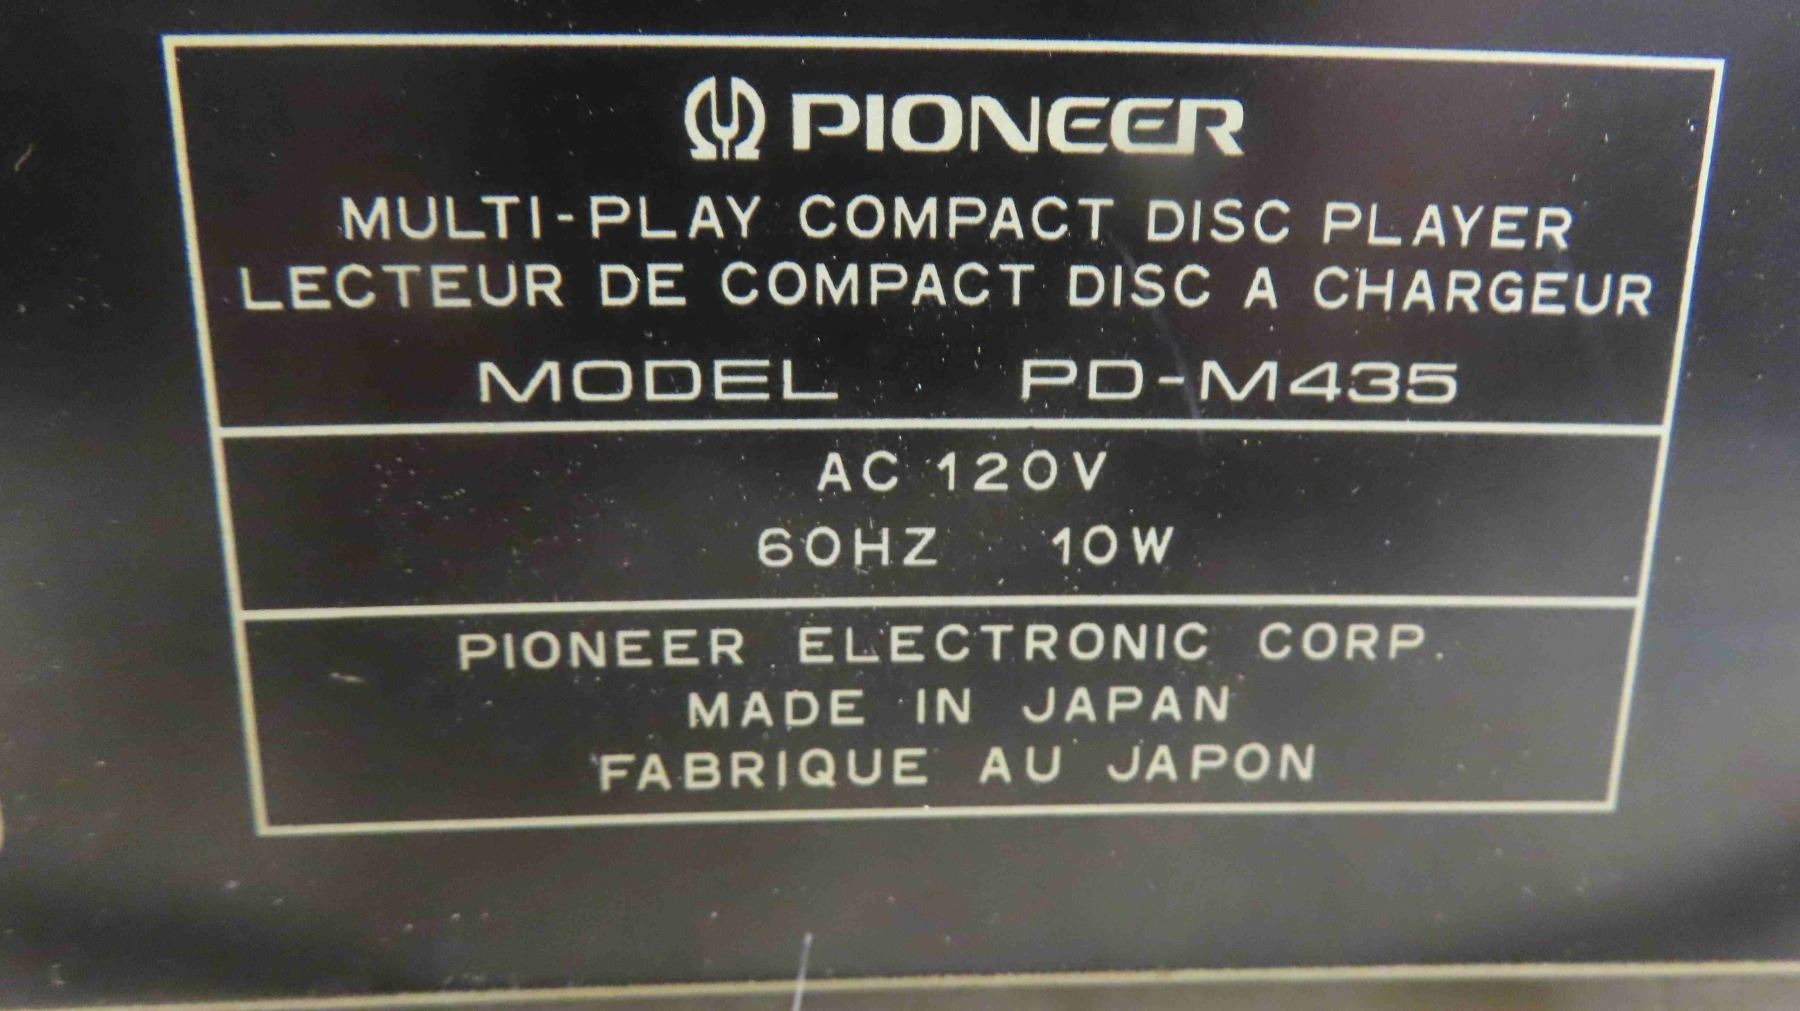 PIONEER
MULTI-PLAY COMPACT DISC PLAYER
LECTEUR DE COMPACT DISC A CHARGEUR
MODEL PD-M435
AC 120V
60HZ 10W
PIONEER ELECTRONIC CORP.
MADE IN JAPAN
FABRIQUE AU JAPON